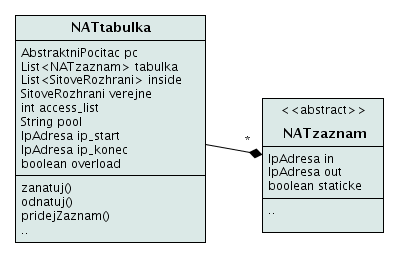 NATtabulka
AbstraktniPocitac pc
List<NATzaznam> tabulka
List<SitoveRozhrani> inside
SitoveRozhrani verejne
int access_list
String pool
IpAdresa ip_start
IpAdresa ip_konec
boolean overload
zanatuj()
odnatuj()
pridejZaznam()
..
*
<<abstract>>
NATzaznam
IpAdresa in
IpAdresa out
boolean staticke
..